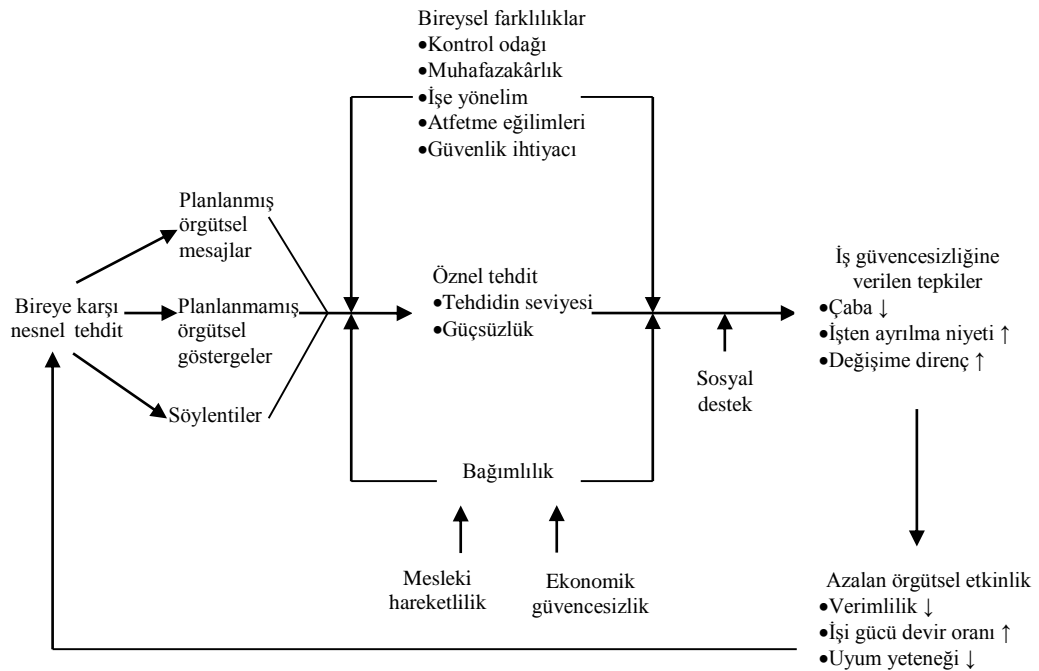 Bireysel farklılıklar
•Kontrol odağı
•Muhafazakârlık
•İşe yönelim
•Atfetme eğilimleri
•Güvenlik ihtiyacı
Planlanmış
örgütsel
mesajlar
Bireye karşı
nesnel tehdit
Planlanmamış
örgütsel
göstergeler
Söylentiler
Öznel tehdit
•Tehdidin seviyesi
•Güçsüzlük
Sosyal
destek
İş güvencesizliğine
verilen tepkiler
•Çaba ↓
•İşten ayrılma niyeti ↑
•Değişime direnç ↑
Bağımlılık
Mesleki
hareketlilik
Ekonomik
güvencesizlik
Azalan örgütsel etkinlik
•Verimlilik ↓
•İşi gücü devir oranı ↑
•Uyum yeteneği ↓